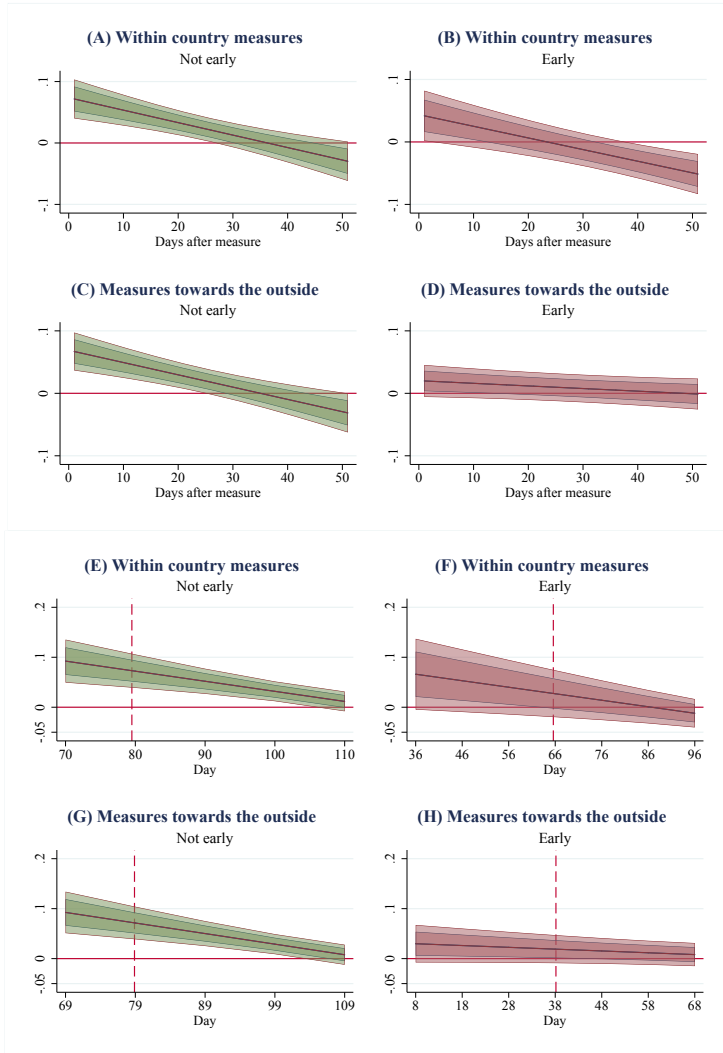 (A) Within country measures
Not early
.1
0
-.1
0 10 20 30 40 50
Days after measure
(B) Within country measures
Early
.1
0
-.1
0 10 20 30 40 50
Days after measure
(C) Measures towards the outside
Not early
.1
0
-.1
0 10 20 30 40 50
Days after measure
(D) Measures towards the outside
Early
.1
0
-.1
0 10 20 30 40 50
Days after measure
(E) Within country measures
Not early
.2
.1
0
-.05
70 80 90 100 110
Day
(F) Within country measures
Early
.2
.1
0
-.05
36 46 56 66 76 86 96
Day
(G) Measures towards the outside
Not early
.2
.1
0
-.05
69 79 89 99 109
Day
(H) Measures towards the outside
Early
.2
.1
0
-.05
8 18 28 38 48 58 68
Day